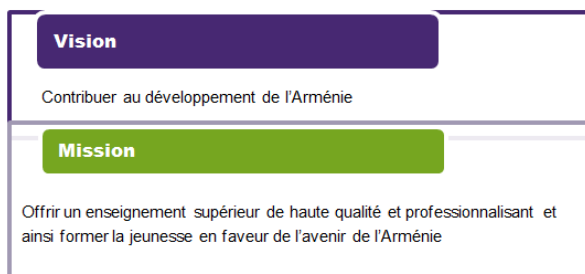 Vision
Contribuer au développement de l'Arménie
Mission
Offrir un enseignement supérieur de haute qualité et professionnalisant et
ainsi former la jeunesse en faveur de l'avenir de l'Arménie